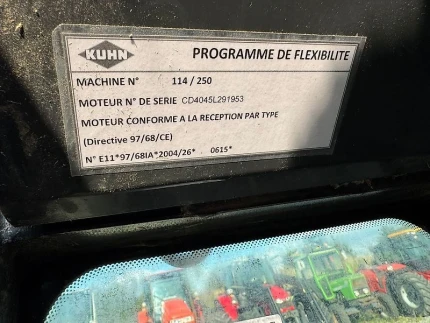 KUHN PROGRAMME DE FLEXIBILITE
MACHINE N° 114 / 250
MOTEUR N° DE SERIE CD4045L291953
MOTEUR CONFORME A LA RECEPTION PAR TYPE
(Directive 97/68/CE)
N° E11*97/68IA*2004/26* 0615*